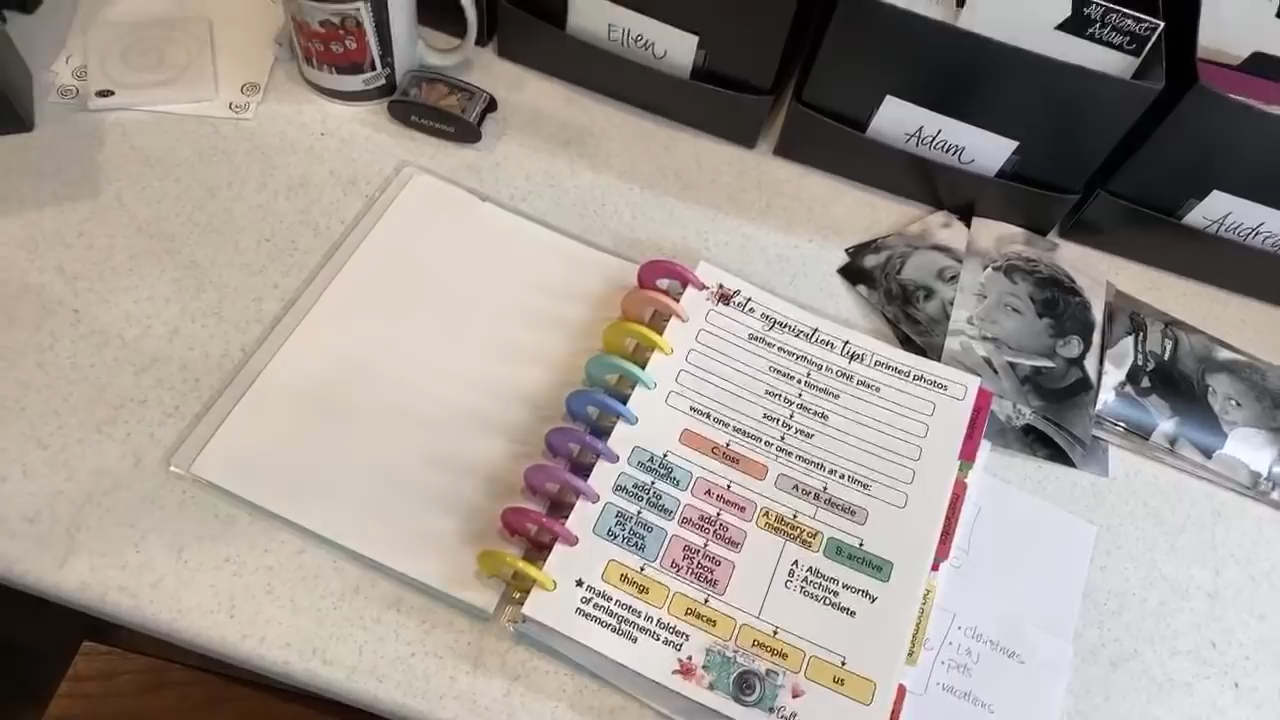 Ellen
All about
Adam
Adam
BLACKWING
photo organization tips | printed photos
gather everything in ONE place
create a timeline
sort by decade
sort by year
work one season or one month at a time:
C: toss
A: big
moments
A: theme
A or B: decide
add to
photo folder
add to
photo folder
A: library of
memories
B: archive
put into
PS box
by YEAR
put into
PS box
by THEME
A : Album worthy
B : Archive
C : Toss/Delete
things
places
people
us
★ make notes in folders
of enlargements and
memorabilia
• Christmas
• pets
• vacations